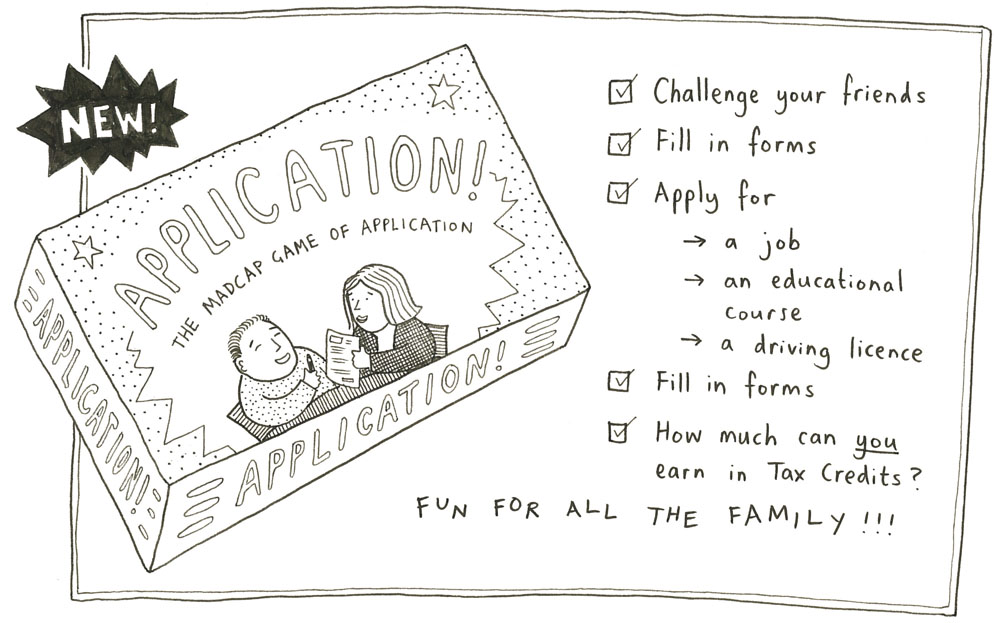 NEW!
APPLICATION!
THE MADCAP GAME OF APPLICATION
APPLICATION!
APPLICATION!
Challenge your friends
Fill in forms
Apply for
→ a job
→ an educational
course
→ a driving licence
Fill in forms
How much can you
earn in Tax Credits?
FUN FOR ALL THE FAMILY!!!